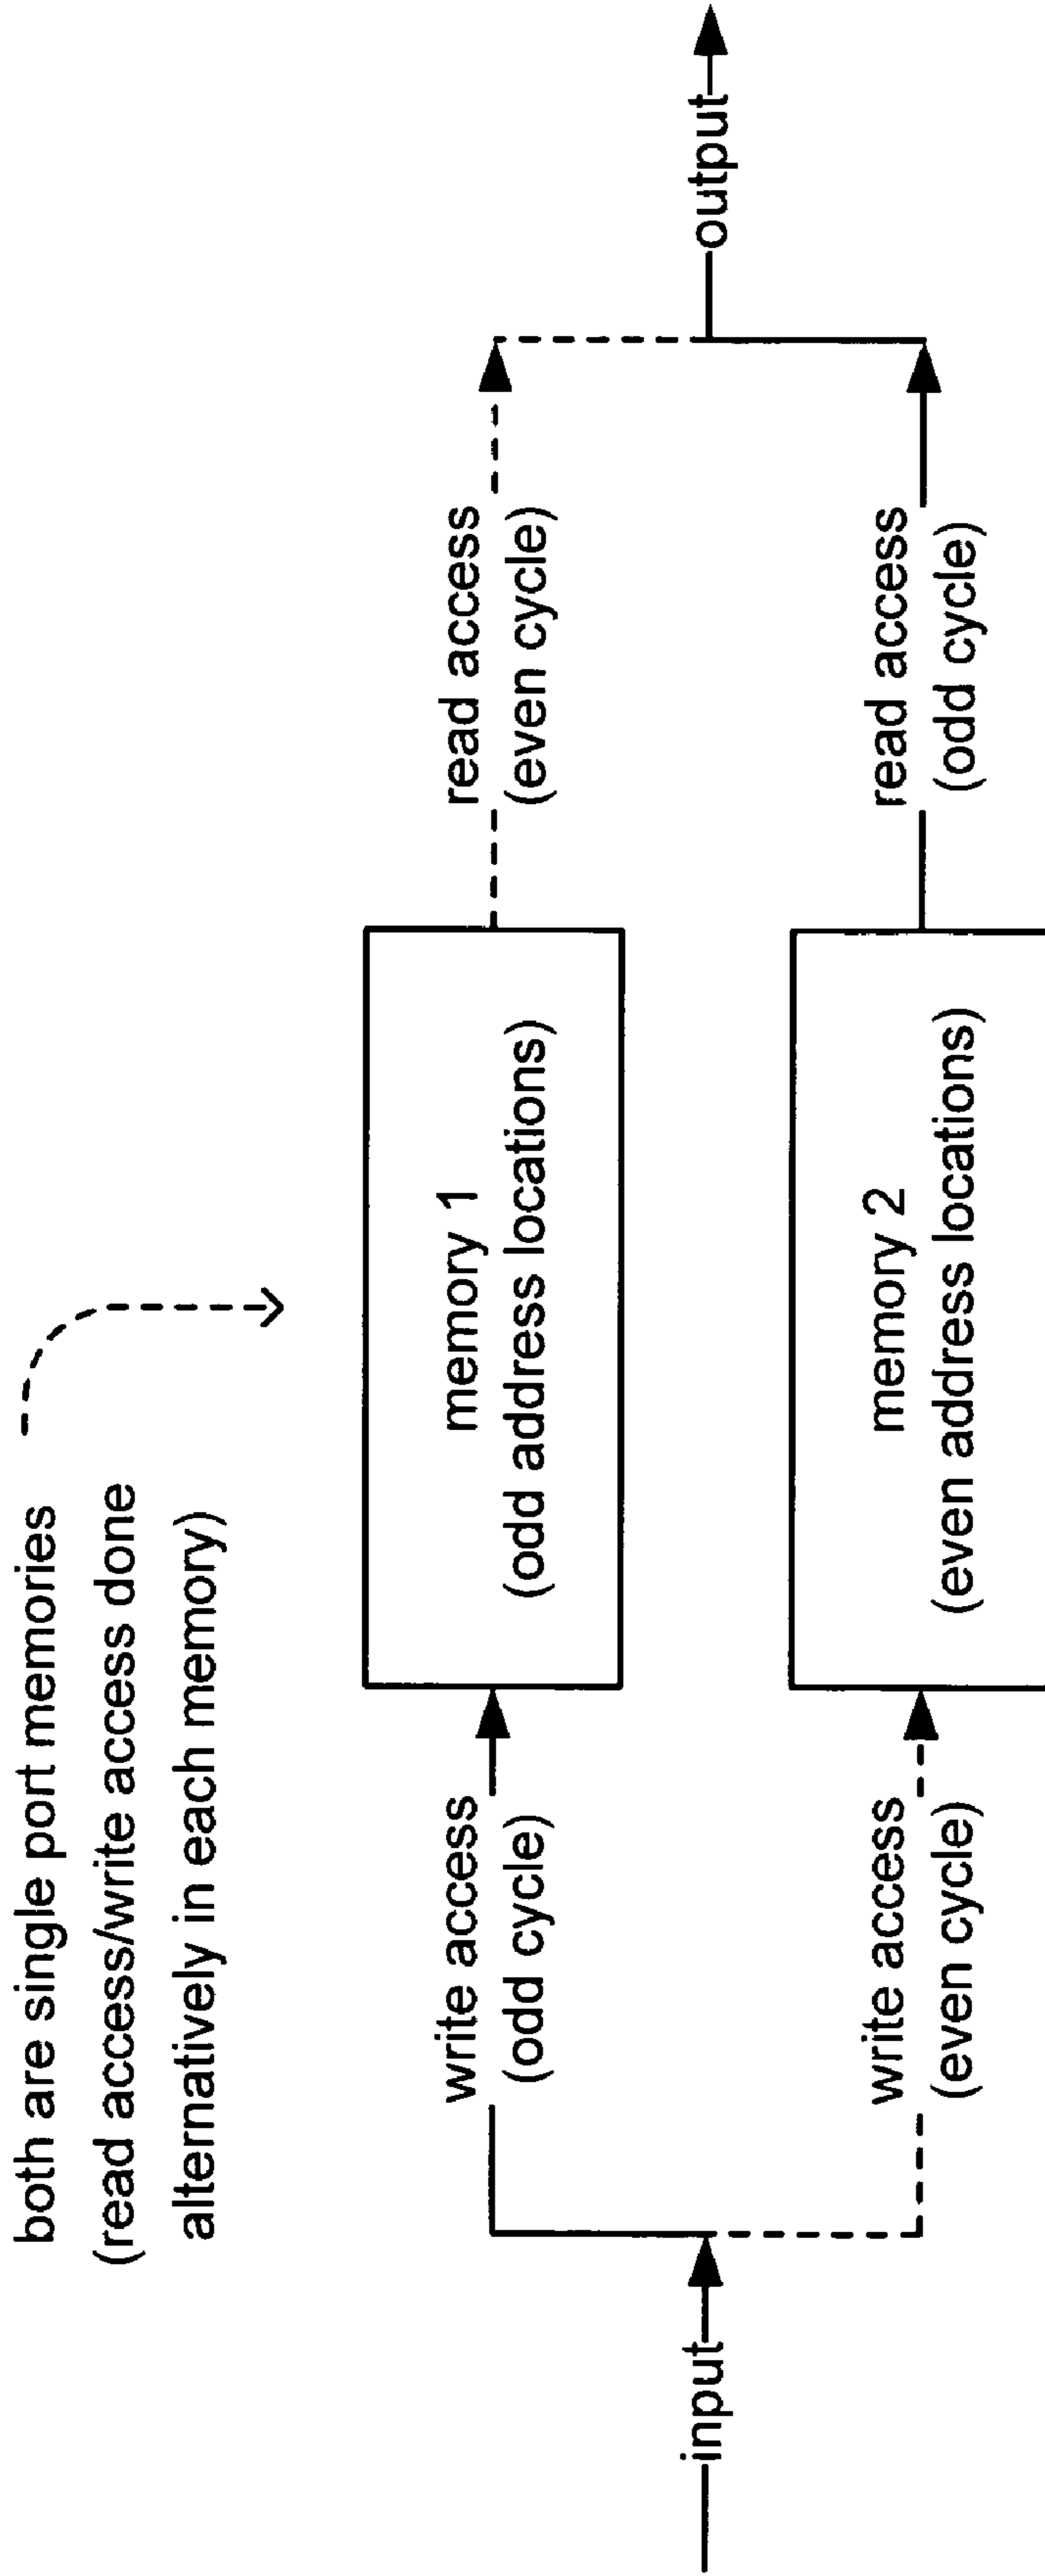 both are single port memories
(read access/write access done
alternatively in each memory)
input
write access
(odd cycle)
memory 1
(odd address locations)
read access
(even cycle)
write access
(even cycle)
memory 2
(even address locations)
read access
(odd cycle)
output